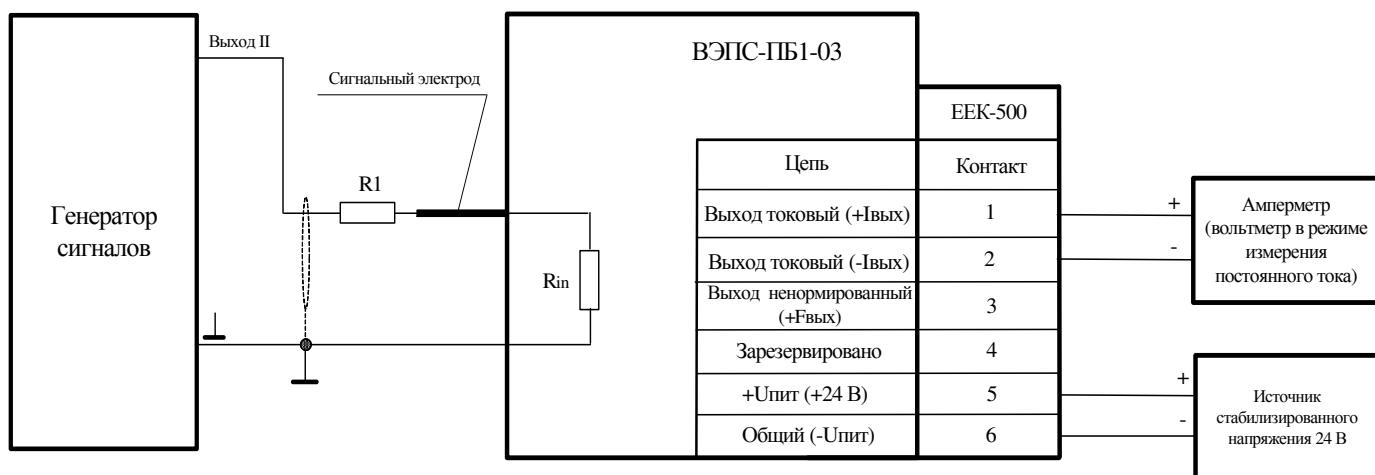 Генератор
сигналов
Выход II
Сигнальный электрод
R1
Rin
ВЭПС-ПБ1-03
ЕЕК-500
Цепь
Контакт
Выход токовый (+Iвых)
1
Выход токовый (-Iвых)
2
Выход ненормированный
(+Fвых)
3
Зарезервировано
4
+Uпит (+24 В)
5
Общий (-Uпит)
6
+
-
Амперметр
(вольтметр в режиме
измерения
постоянного тока)
+
-
Источник
стабилизированного
напряжения 24 В